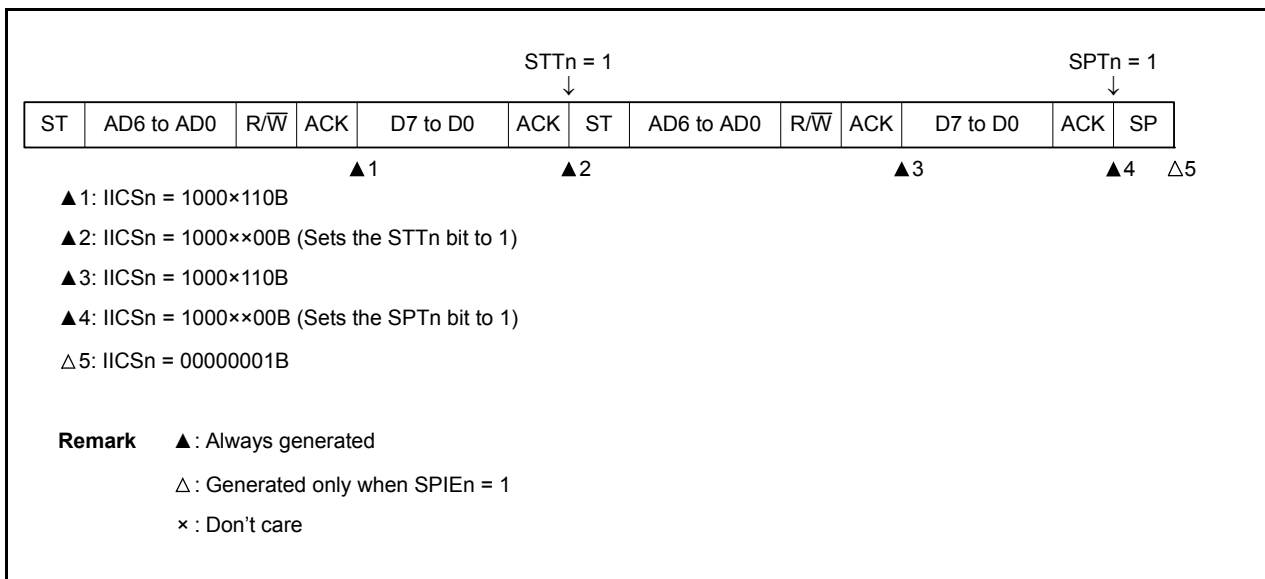 STTn = 1 SPTn = 1
↓ ↓
ST AD6 to AD0 R/W̅ ACK D7 to D0 ACK ST AD6 to AD0 R/W̅ ACK D7 to D0 ACK SP
▲1 ▲2 ▲3 ▲4 △5
▲1: IICSn = 1000×110B
▲2: IICSn = 1000××00B (Sets the STTn bit to 1)
▲3: IICSn = 1000×110B
▲4: IICSn = 1000××00B (Sets the SPTn bit to 1)
△5: IICSn = 00000001B
Remark ▲: Always generated
△: Generated only when SPIEn = 1
×: Don’t care